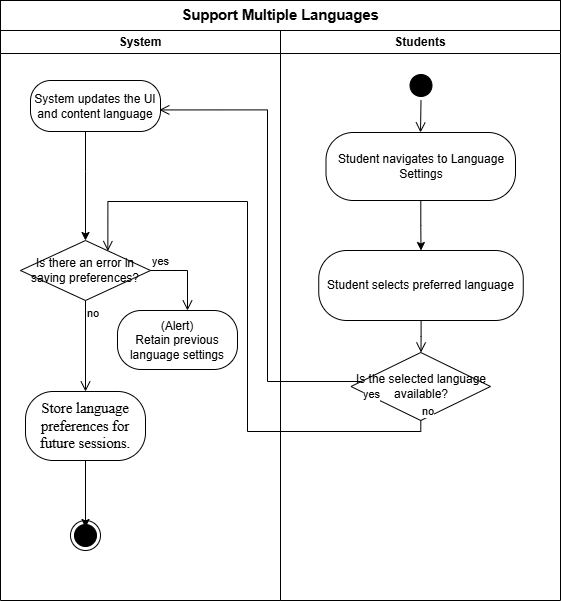 Support Multiple Languages
System
Students
System updates the UI
and content language
Student navigates to Language
Settings
Student selects preferred language
Is the selected language
available?
yes
no
Is there an error in
saving preferences?
yes
no
(Alert)
Retain previous
language settings
Store language
preferences for
future sessions.